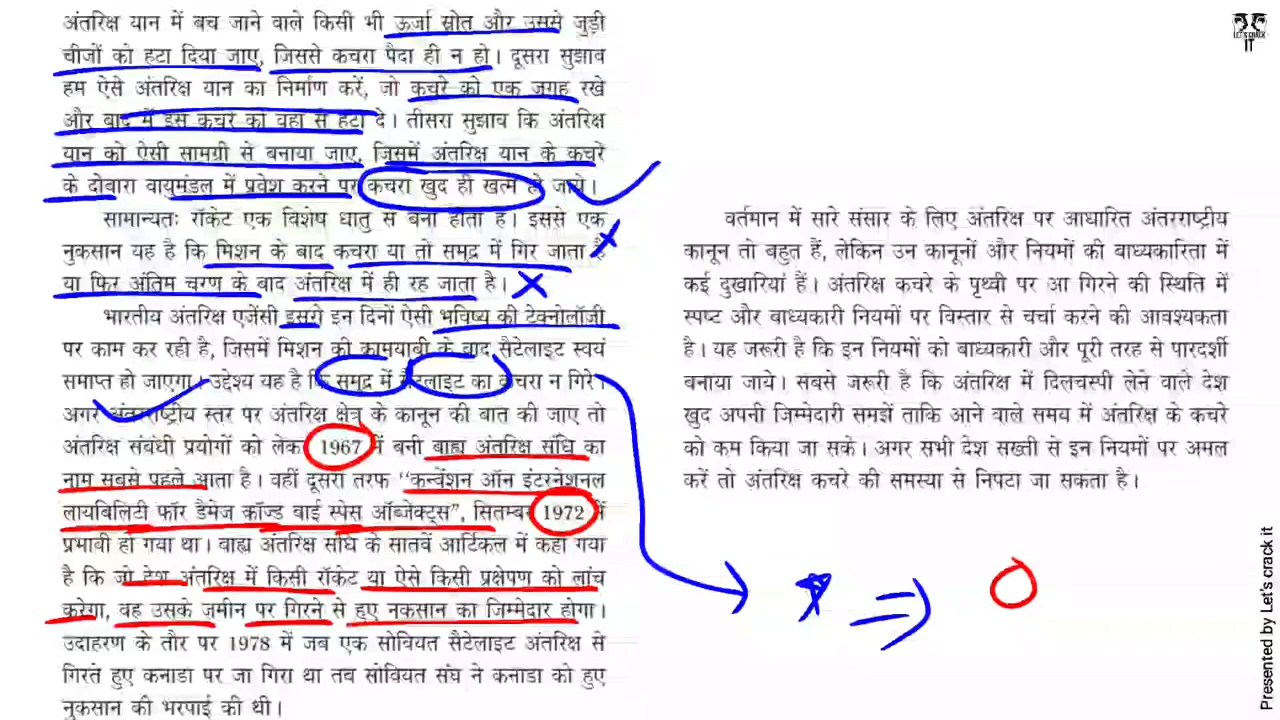 अंतरिक्ष यान में बच जाने वाले किसी भी ऊर्जा स्रोत और उससे जुड़ी
चीजों को हटा दिया जाए, जिससे कचरा पैदा ही न हो। दूसरा सुझाव
हम ऐसे अंतरिक्ष यान का निर्माण करें, जो कचरे को एक जगह रखे
और बाद में इस कचरे को वहां से हटा दे। तीसरा सुझाव कि अंतरिक्ष
यान को ऐसी सामग्री से बनाया जाए, जिसमें अंतरिक्ष यान के कचरे
के दोबारा वायुमंडल में प्रवेश करने पर कचरा खुद ही खत्म हो जाये।
सामान्यतः रॉकेट एक विशेष धातु से बना होता है। इससे एक
नुकसान यह है कि मिशन के बाद कचरा या तो समुद्र में गिर जाता है
या फिर अंतिम चरण के बाद अंतरिक्ष में ही रह जाता है।
भारतीय अंतरिक्ष एजेंसी इसरो इन दिनों ऐसी भविष्य की टेक्नोलॉजी
पर काम कर रही है, जिसमें मिशन की कामयाबी के बाद सैटेलाइट स्वयं
समाप्त हो जाएगा। उद्देश्य यह है कि समुद्र में सैटेलाइट का कचरा न गिरे।
अगर अंतरराष्ट्रीय स्तर पर अंतरिक्ष क्षेत्र के कानून की बात की जाए तो
अंतरिक्ष संबंधी प्रयोगों को लेकर 1967 में बनी बाह्य अंतरिक्ष संधि का
नाम सबसे पहले आता है। वहीं दूसरी तरफ “कन्वेंशन ऑन इंटरनेशनल
लायबिलिटी फॉर डैमेज कॉज्ड बाई स्पेस ऑब्जेक्ट्स”, सितम्बर 1972 में
प्रभावी हो गया था। बाह्य अंतरिक्ष संधि के सातवें आर्टिकल में कहा गया
है कि जो देश अंतरिक्ष में किसी रॉकेट या ऐसे किसी प्रक्षेपण को लांच
करेगा, वह उसके जमीन पर गिरने से हुए नुकसान का जिम्मेदार होगा।
उदाहरण के तौर पर 1978 में जब एक सोवियत सैटेलाइट अंतरिक्ष से
गिरते हुए कनाडा पर जा गिरा था तब सोवियत संघ ने कनाडा को हुए
नुकसान की भरपाई की थी।
वर्तमान में सारे संसार के लिए अंतरिक्ष पर आधारित अंतरराष्ट्रीय
कानून तो बहुत हैं, लेकिन उन कानूनों और नियमों की बाध्यकारिता में
कई दुश्वारियां हैं। अंतरिक्ष कचरे के पृथ्वी पर आ गिरने की स्थिति में
स्पष्ट और बाध्यकारी नियमों पर विस्तार से चर्चा करने की आवश्यकता
है। यह जरूरी है कि इन नियमों को बाध्यकारी और पूरी तरह से पारदर्शी
बनाया जाये। सबसे जरूरी है कि अंतरिक्ष में दिलचस्पी लेने वाले देश
खुद अपनी जिम्मेदारी समझें ताकि आने वाले समय में अंतरिक्ष के कचरे
को कम किया जा सके। अगर सभी देश सख्ती से इन नियमों पर अमल
करें तो अंतरिक्ष कचरे की समस्या से निपटा जा सकता है।
LET'S CRACK
IT
Presented by Let's crack it